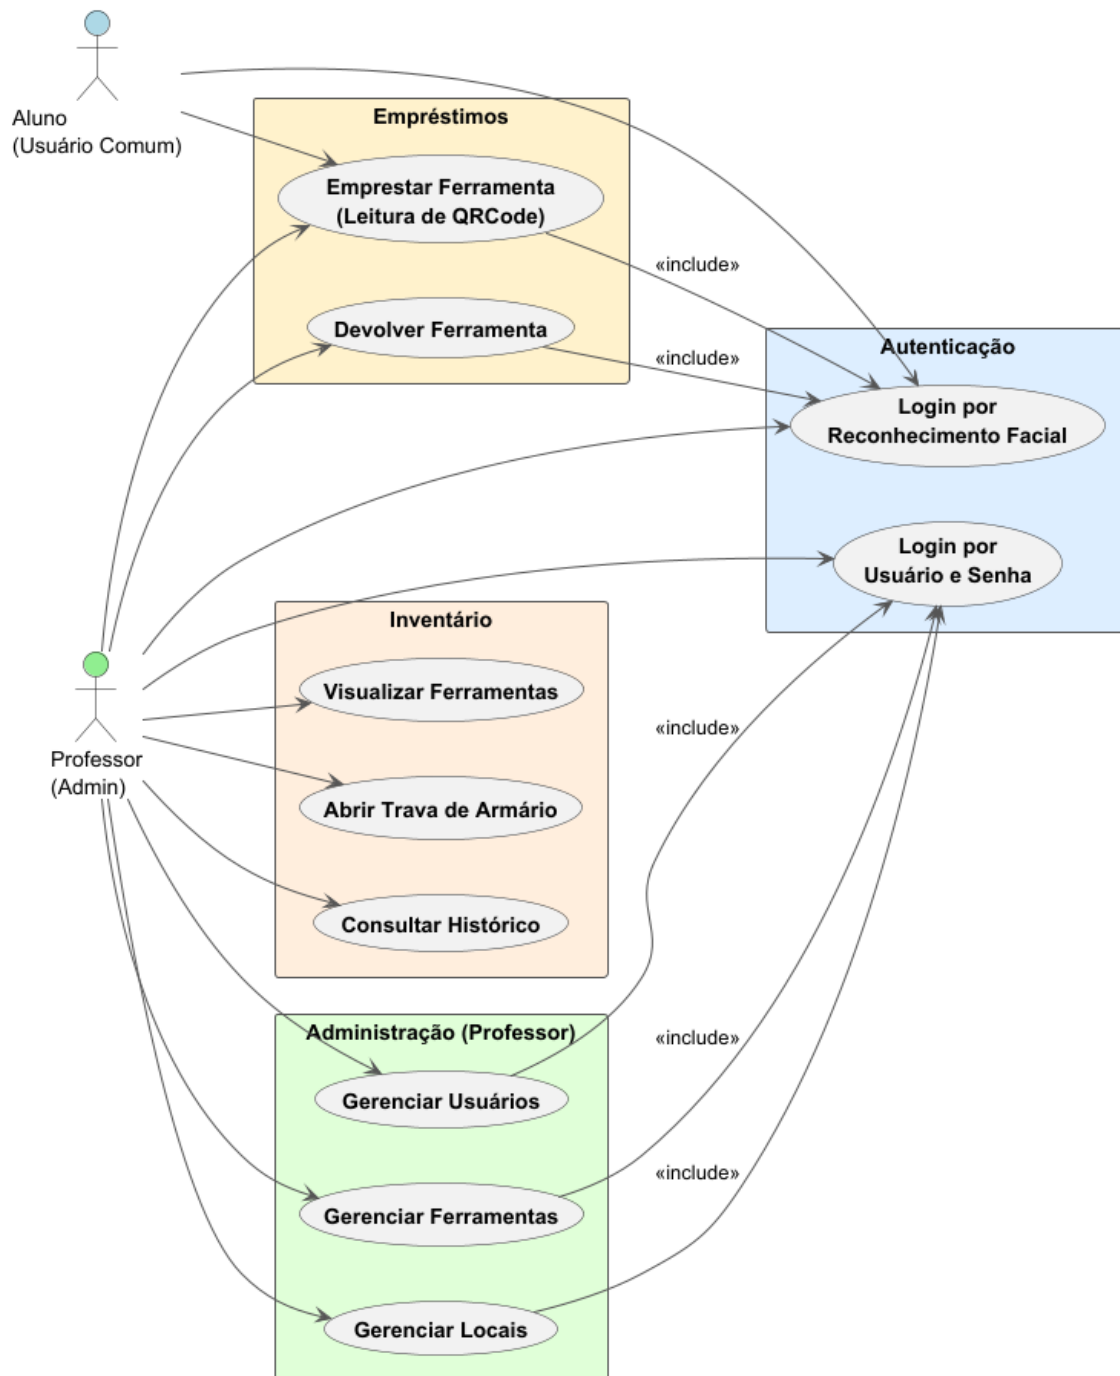 Aluno
(Usuário Comum)
Empréstimos
Emprestar Ferramenta
(Leitura de QRCode)
«include»
Devolver Ferramenta
«include»
Autenticação
Login por
Reconhecimento Facial
Login por
Usuário e Senha
Inventário
Visualizar Ferramentas
«include»
Professor
(Admin)
Abrir Trava de Armário
Consultar Histórico
Administração (Professor)
«include»
Gerenciar Usuários
«include»
Gerenciar Ferramentas
Gerenciar Locais